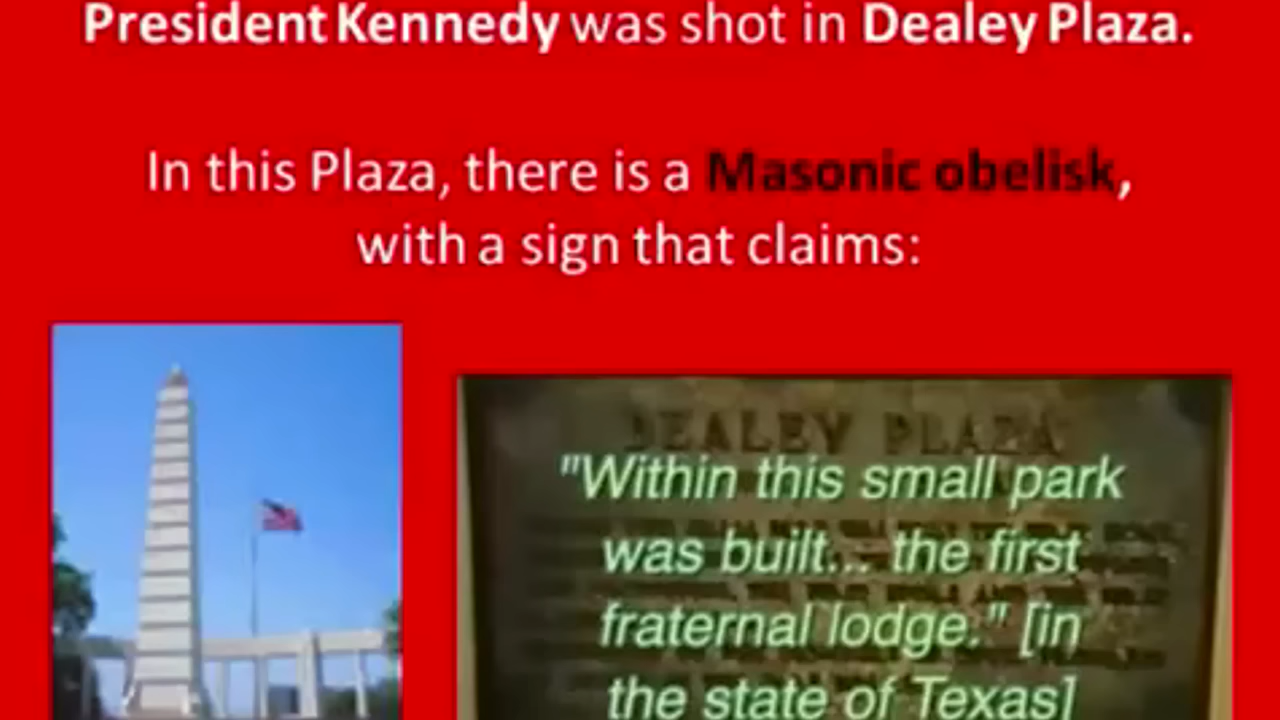 President Kennedy was shot in Dealey Plaza.
In this Plaza, there is a Masonic obelisk,
with a sign that claims:
DEALEY PLAZA
"Within this small park
was built... the first
fraternal lodge." [in
the state of Texas]